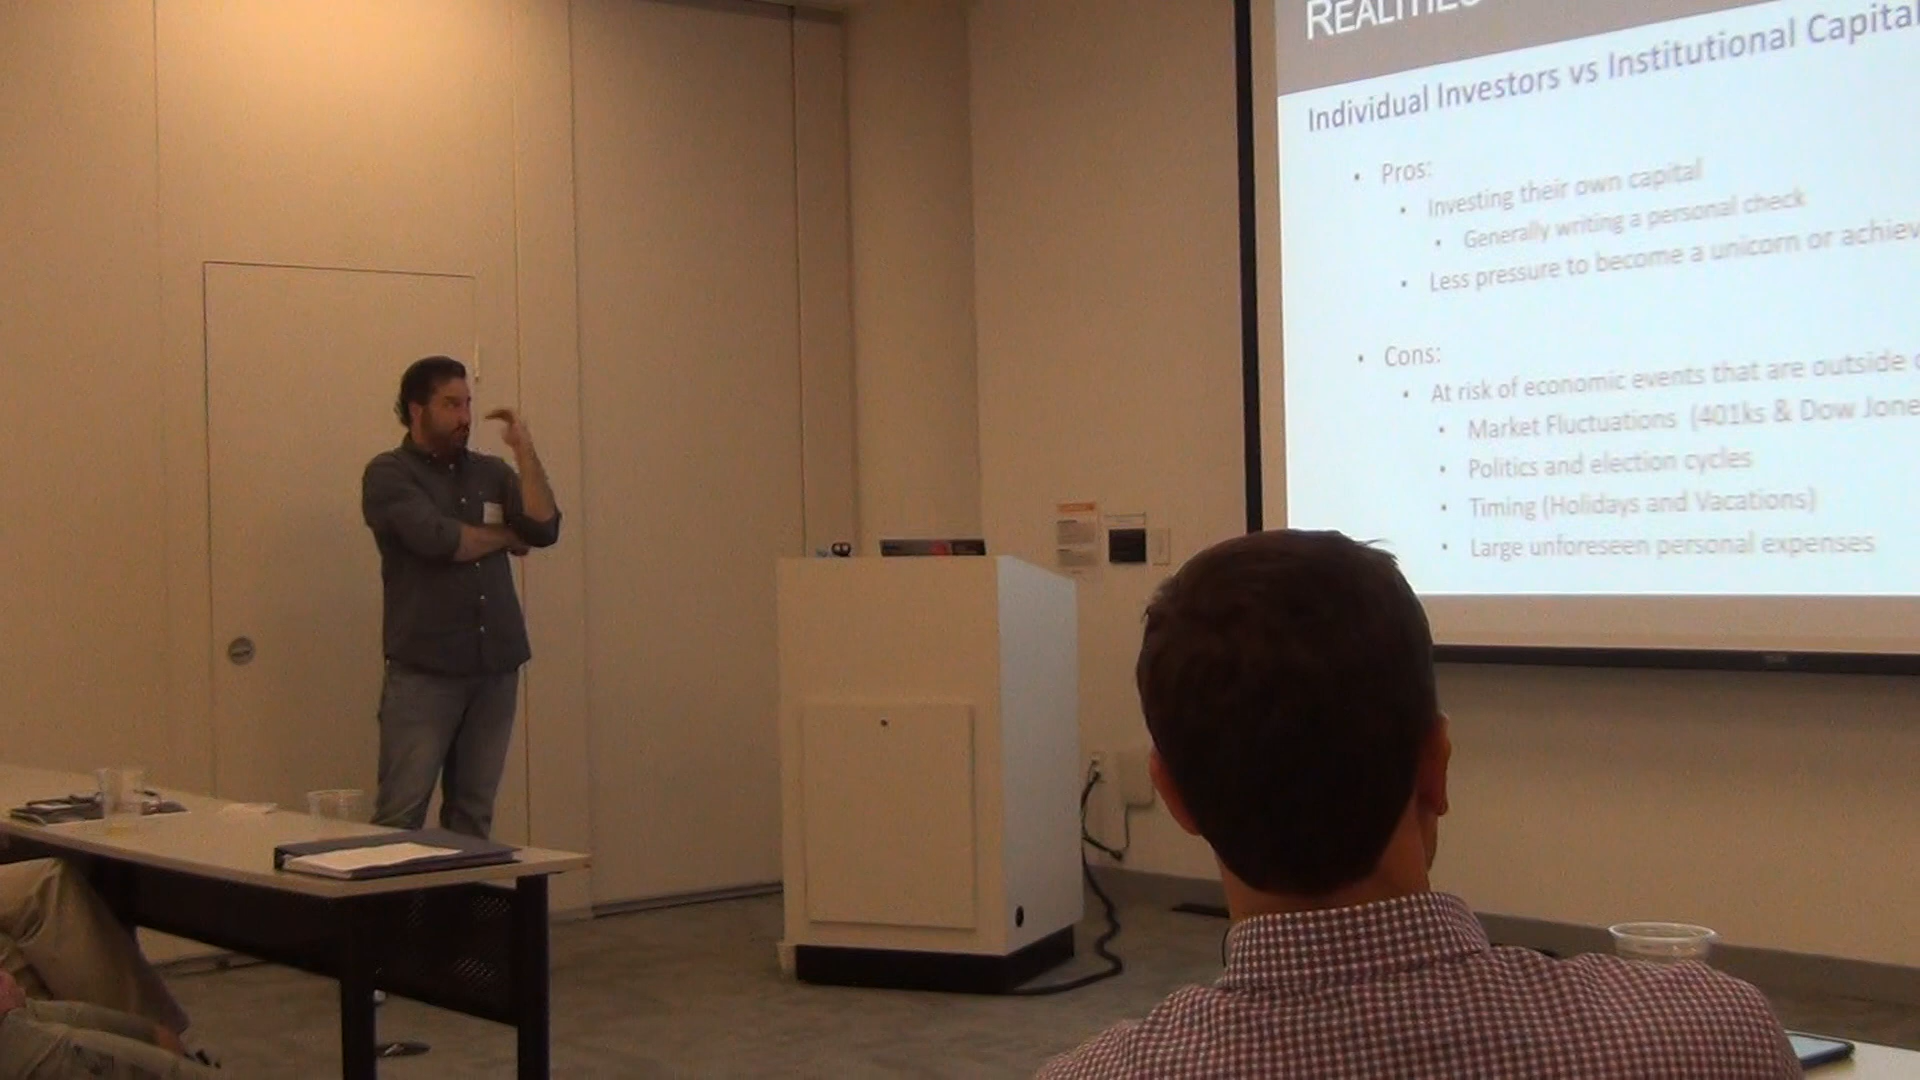 REALITIES
Individual Investors vs Institutional Capital
• Pros:
• Investing their own capital
• Generally writing a personal check
• Less pressure to become a unicorn or
• Cons:
• At risk of economic events that are outside
• Market Fluctuations (401ks & Dow
• Politics and election cycles
• Timing (Holidays and Vacations)
• Large unforeseen personal expenses